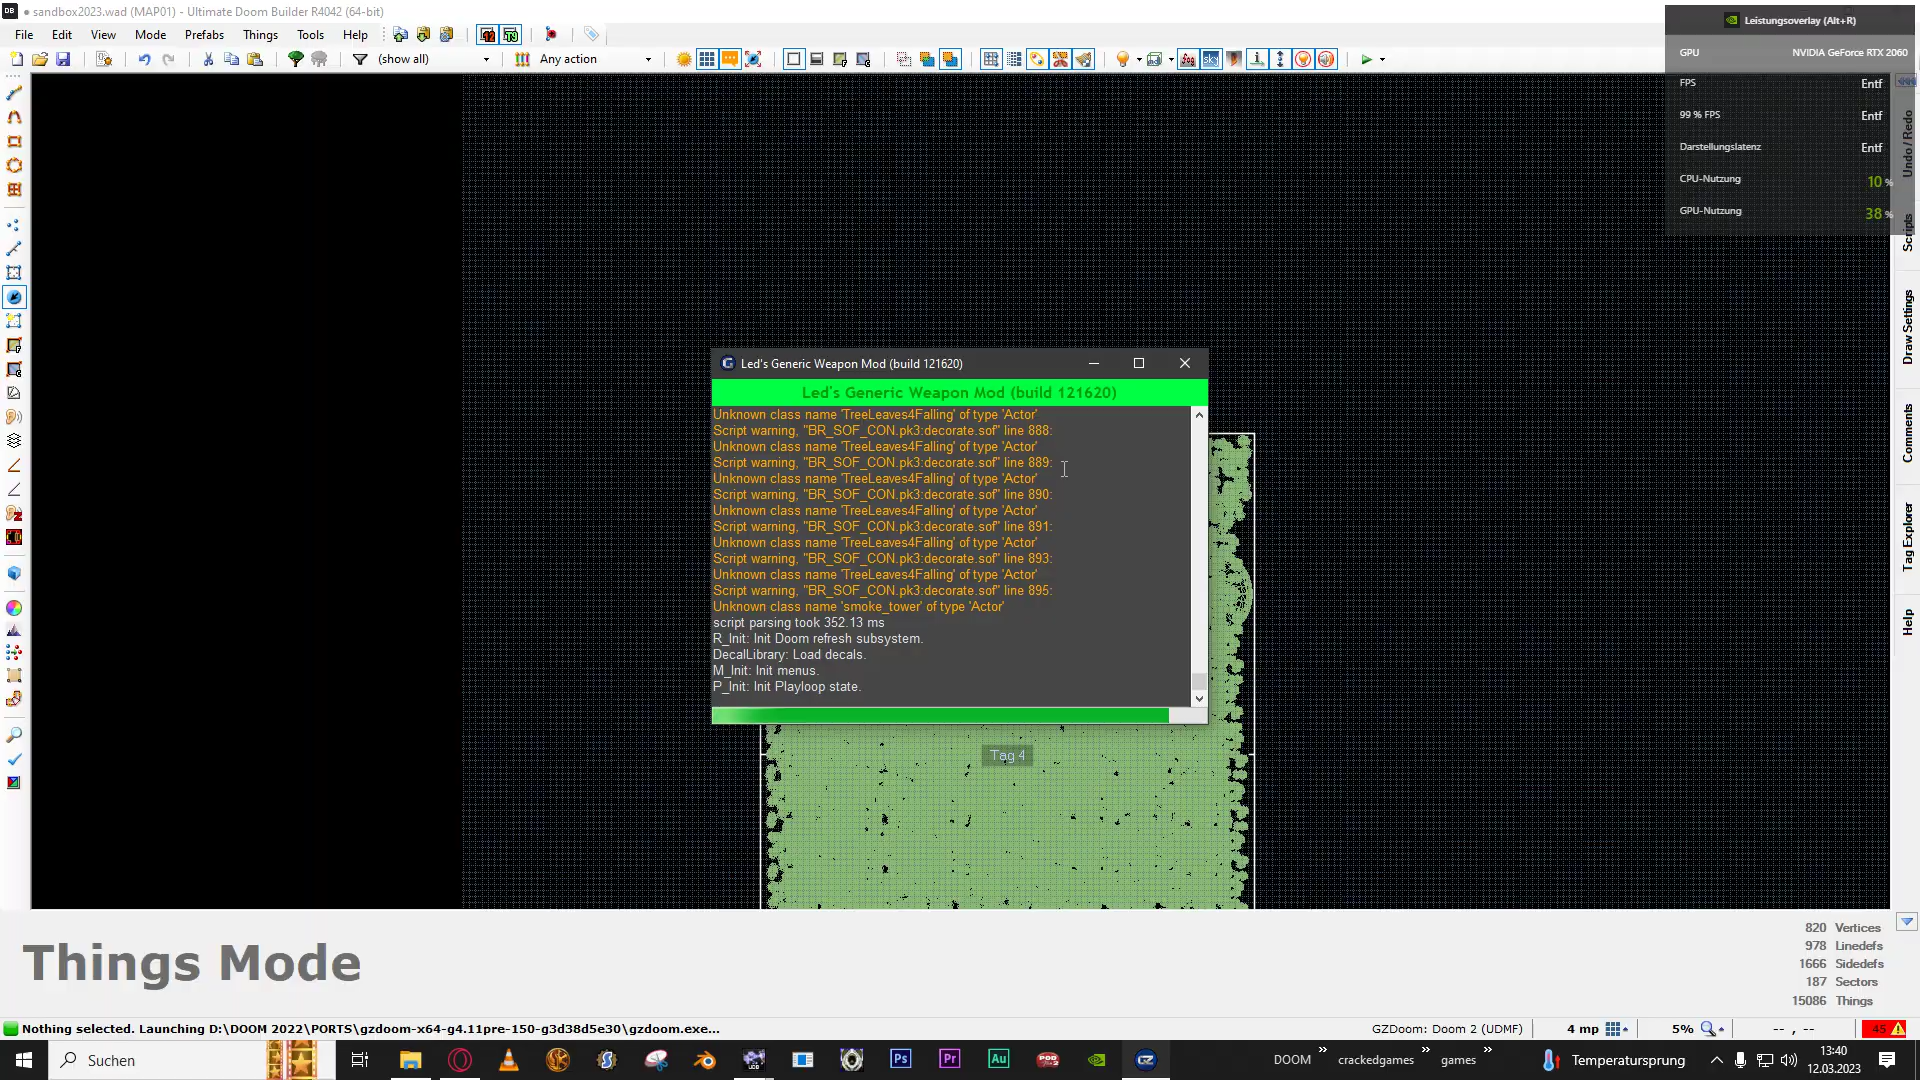 sandbox2023.wad (MAP01) - Ultimate Doom Builder R4042 (64-bit)
Leistungsoverlay (Alt+R)
File Edit View Mode Prefabs Things Tools Help
GPU NVIDIA GeForce RTX 2060
(show all) Any action
FPS Entf
99 % FPS Entf
Darstellungslatenz Entf
CPU-Nutzung 10 %
GPU-Nutzung 38 %
Undo / Redo
Scripts
Draw Settings
Comments
Tag Explorer
Help
Led's Generic Weapon Mod (build 121620)
Led's Generic Weapon Mod (build 121620)
Unknown class name 'TreeLeaves4Falling' of type 'Actor'
Script warning, "BR_SOF_CON.pk3:decorate.sof" line 888:
Unknown class name 'TreeLeaves4Falling' of type 'Actor'
Script warning, "BR_SOF_CON.pk3:decorate.sof" line 889:
Unknown class name 'TreeLeaves4Falling' of type 'Actor'
Script warning, "BR_SOF_CON.pk3:decorate.sof" line 890:
Unknown class name 'TreeLeaves4Falling' of type 'Actor'
Script warning, "BR_SOF_CON.pk3:decorate.sof" line 891:
Unknown class name 'TreeLeaves4Falling' of type 'Actor'
Script warning, "BR_SOF_CON.pk3:decorate.sof" line 893:
Unknown class name 'TreeLeaves4Falling' of type 'Actor'
Script warning, "BR_SOF_CON.pk3:decorate.sof" line 895:
Unknown class name 'smoke_tower' of type 'Actor'
script parsing took 352.13 ms
R_Init: Init Doom refresh subsystem.
DecalLibrary: Load decals.
M_Init: Init menus.
P_Init: Init Playloop state.
Tag 4
Things Mode
820 Vertices
978 Linedefs
1666 Sidedefs
187 Sectors
15086 Things
Nothing selected. Launching D:\DOOM 2022\PORTS\gzdoom-x64-g4.11pre-150-g3d38d5e30\gzdoom.exe...
GZDoom: Doom 2 (UDMF) 4 mp 5% -- , -- 45
Suchen
DOOM » crackedgames » games »
Temperatursprung
13:40
12.03.2023